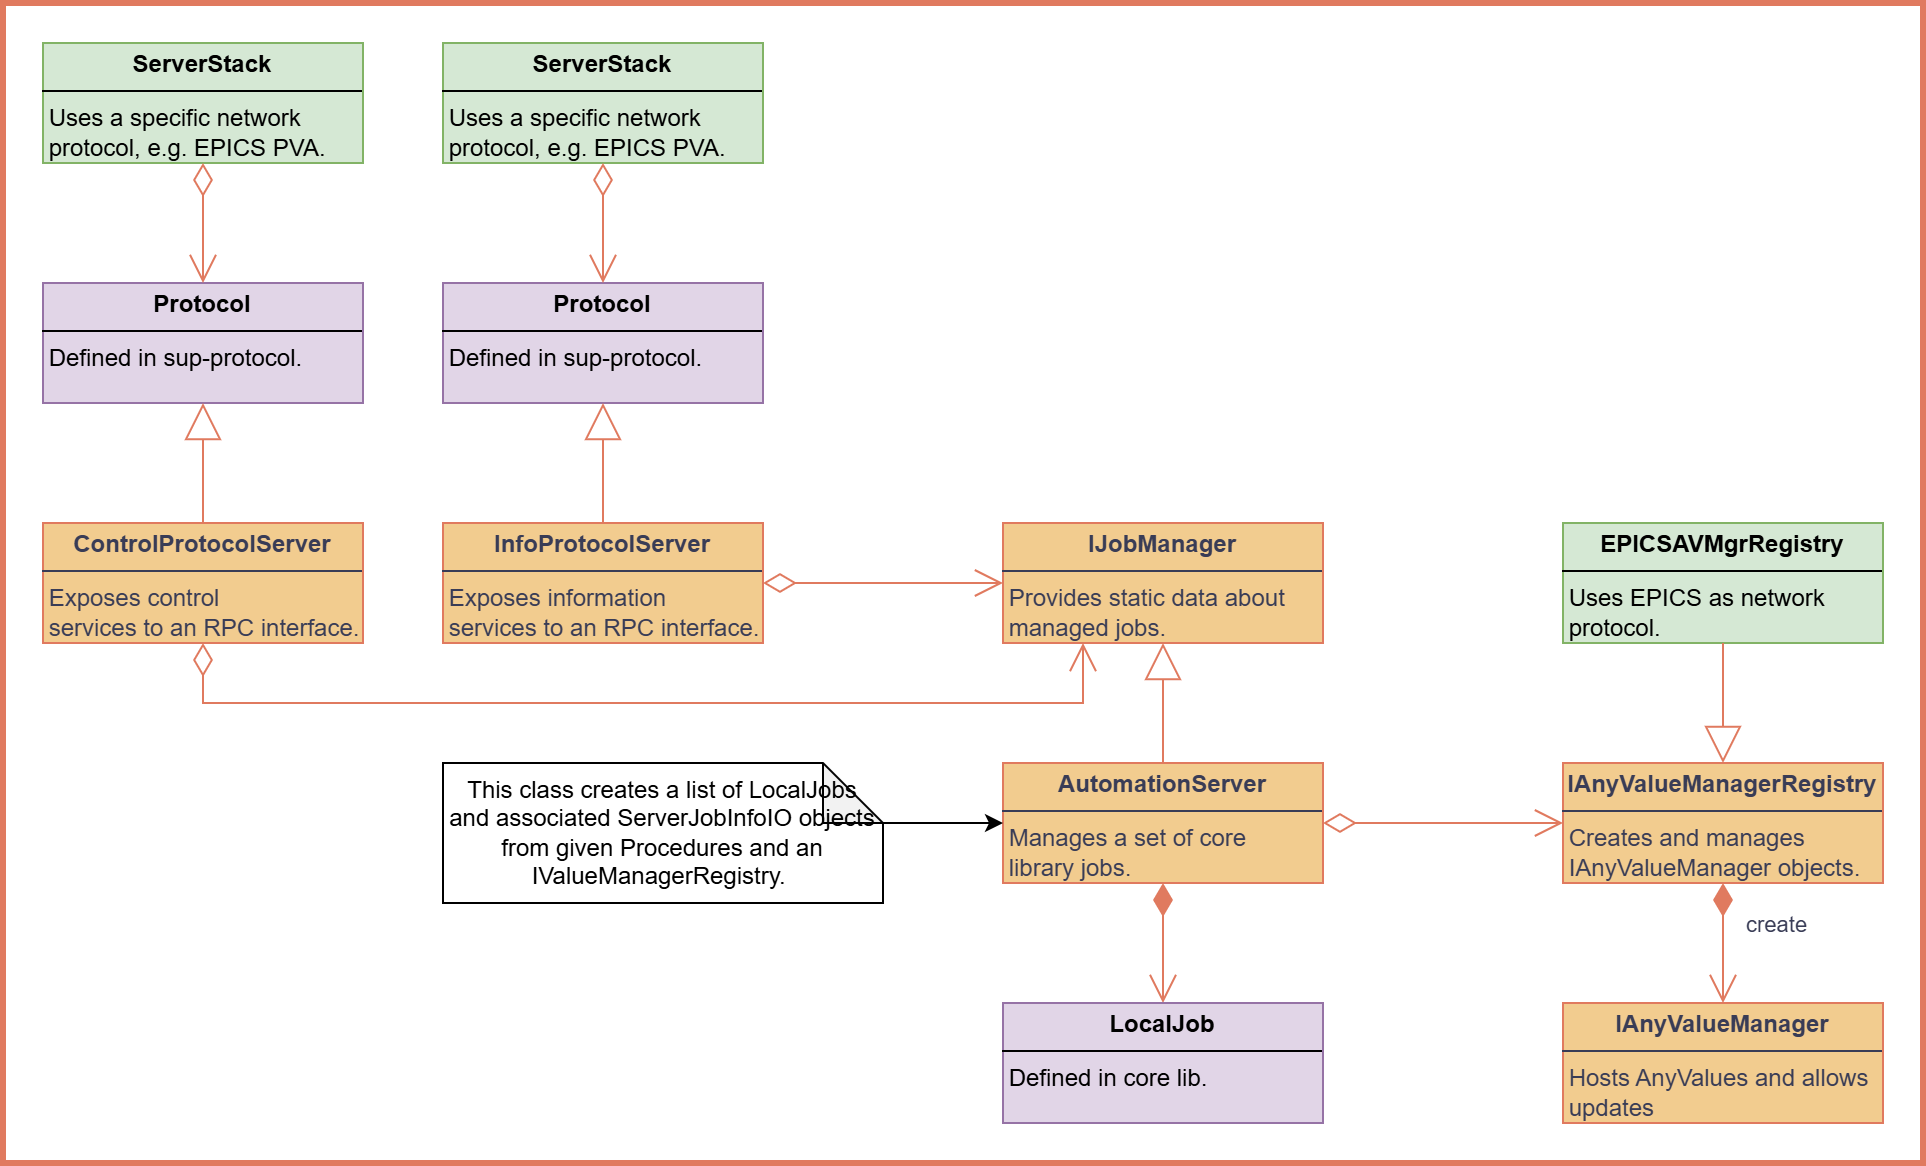 ServerStack
Uses a specific network
protocol, e.g. EPICS PVA.
ServerStack
Uses a specific network
protocol, e.g. EPICS PVA.
Protocol
Defined in sup-protocol.
Protocol
Defined in sup-protocol.
ControlProtocolServer
Exposes control
services to an RPC interface.
InfoProtocolServer
Exposes information
services to an RPC interface.
IJobManager
Provides static data about
managed jobs.
EPICSAVMgrRegistry
Uses EPICS as network
protocol.
This class creates a list of LocalJobs
and associated ServerJobInfoIO objects
from given Procedures and an
IValueManagerRegistry.
AutomationServer
Manages a set of core
library jobs.
IAnyValueManagerRegistry
Creates and manages
IAnyValueManager objects.
create
LocalJob
Defined in core lib.
IAnyValueManager
Hosts AnyValues and allows
updates